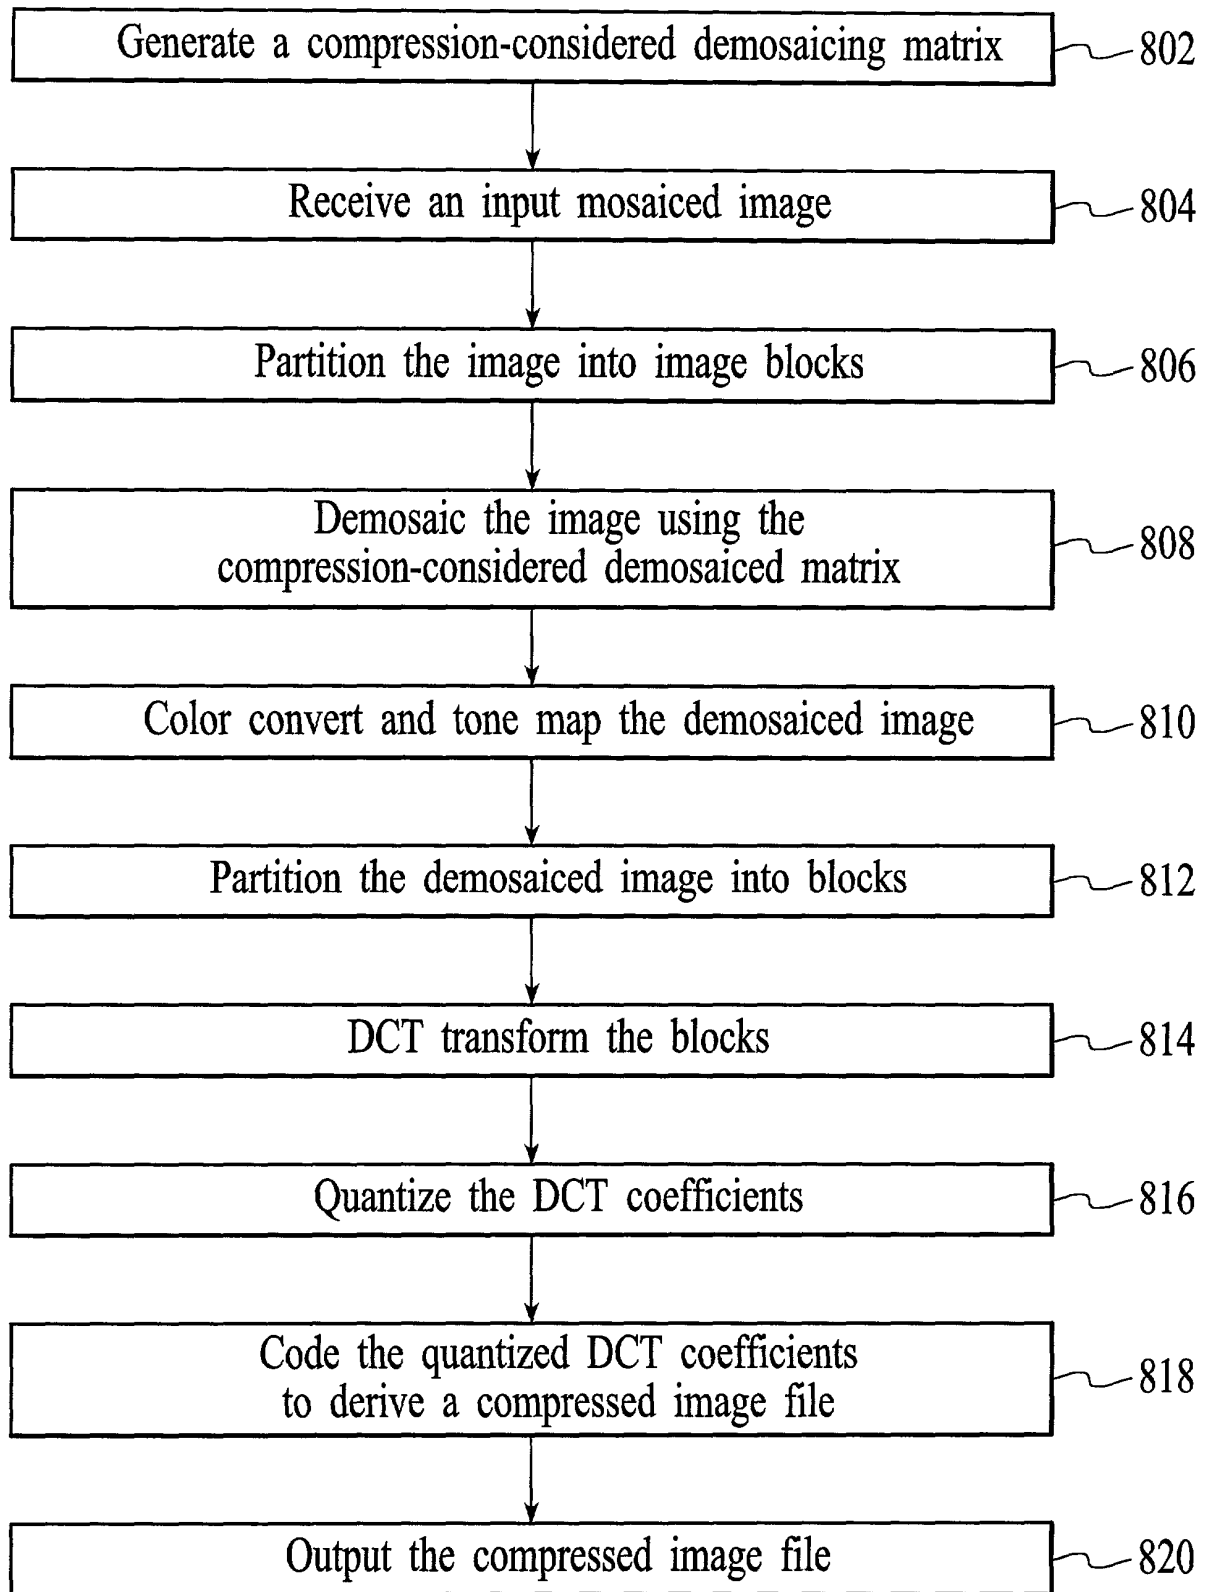 Generate a compression-considered demosaicing matrix 802
Receive an input mosaiced image 804
Partition the image into image blocks 806
Demosaic the image using the
compression-considered demosaiced matrix 808
Color convert and tone map the demosaiced image 810
Partition the demosaiced image into blocks 812
DCT transform the blocks 814
Quantize the DCT coefficients 816
Code the quantized DCT coefficients
to derive a compressed image file 818
Output the compressed image file 820